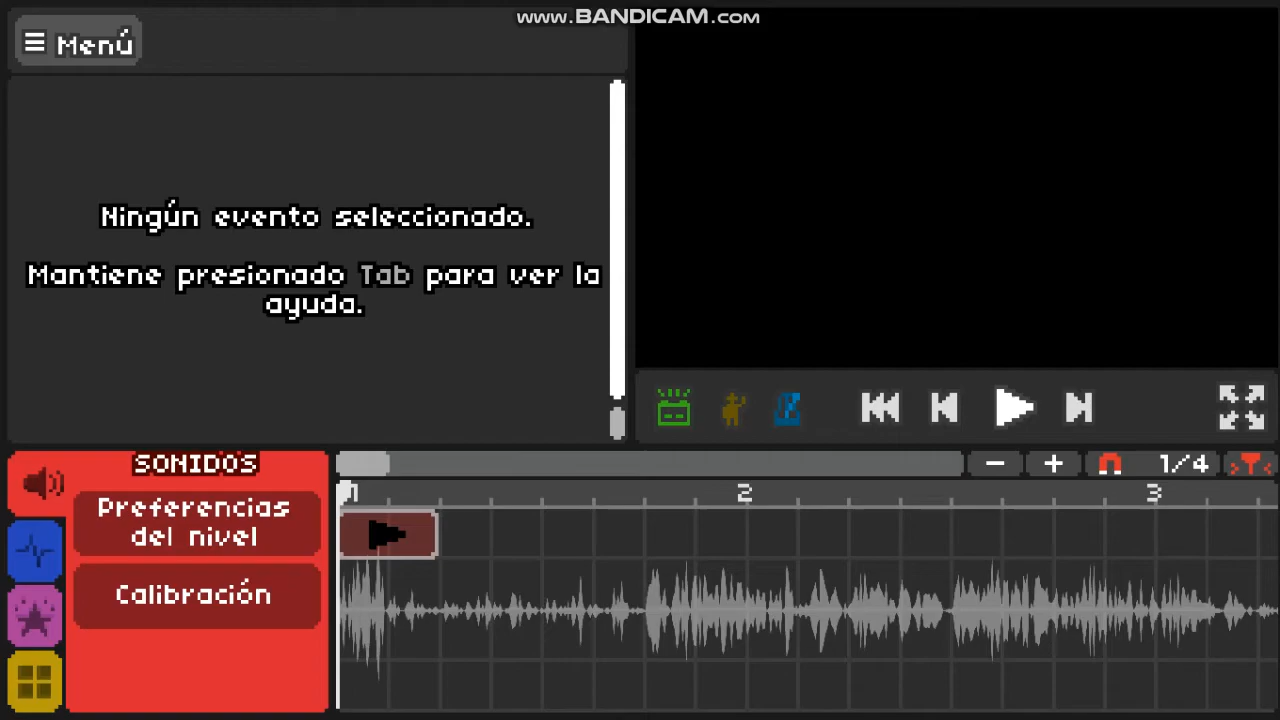 www.BANDICAM.com
Menú
Ningún evento seleccionado.
Mantiene presionado Tab para ver la
ayuda.
SONIDOS
Preferencias
del nivel
Calibración
- + 1/4
1 2 3